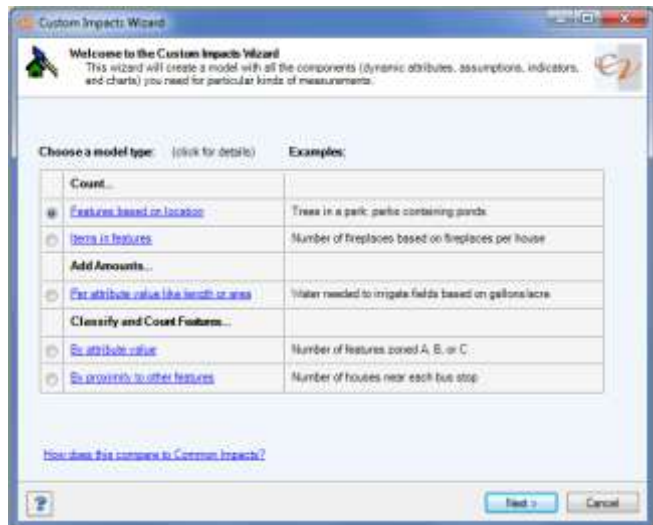 Custom Impacts Wizard
Welcome to the Custom Impacts Wizard
This wizard will create a model with all the components (dynamic attributes, assumptions, indicators,
and charts) you need for particular kinds of measurements.
Choose a model type: (click for details) Examples:
Count...
Features based on location Trees in a park; parks containing ponds
Items in features Number of fireplaces based on fireplaces per house
Add Amounts...
Per attribute value like length or area Water needed to irrigate fields based on gallons/acre
Classify and Count Features...
By attribute value Number of features zoned A, B, or C
By proximity to other features Number of houses near each bus stop
How does this compare to Common Impacts?
? Next > Cancel